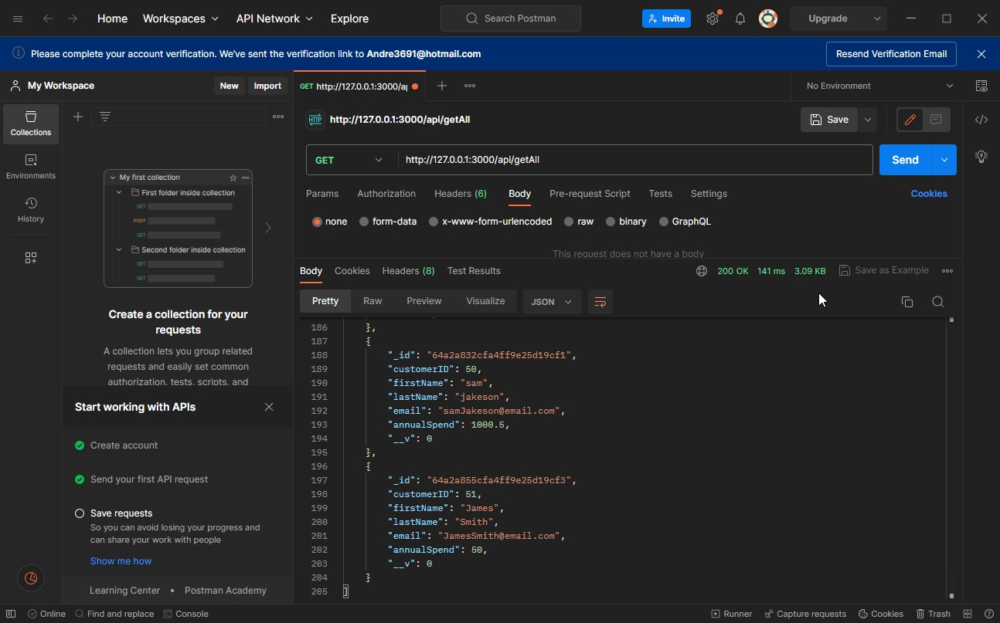 Home Workspaces API Network Explore Search Postman Invite Upgrade
Please complete your account verification. We've sent the verification link to Andre3691@hotmail.com Resend Verification Email
My Workspace New Import GET http://127.0.0.1:3000/a No Environment
Collections
Environments
History
My first collection
First folder inside collection
GET
POST
GET
Second folder inside collection
GET
GET
Create a collection for your
requests
A collection lets you group related
requests and easily set common
authorization, tests, scripts, and
Start working with APIs
Create account
Send your first API request
Save requests
So you can avoid losing your progress and
can share your work with people
Show me how
Learning Center • Postman Academy
HTTP http://127.0.0.1:3000/api/getAll Save
GET http://127.0.0.1:3000/api/getAll Send
Params Authorization Headers (6) Body Pre-request Script Tests Settings Cookies
none form-data x-www-form-urlencoded raw binary GraphQL
This request does not have a body
Body Cookies Headers (8) Test Results 200 OK 141 ms 3.09 KB Save as Example
Pretty Raw Preview Visualize JSON
186 },
187 {
188 "_id": "64a2a832cfa4ff9e25d19cf1",
189 "customerID": 50,
190 "firstName": "sam",
191 "lastName": "jakeson",
192 "email": "samJakeson@email.com",
193 "annualSpend": 1000.5,
194 "__v": 0
195 },
196 {
197 "_id": "64a2a855cfa4ff9e25d19cf3",
198 "customerID": 51,
199 "firstName": "James",
200 "lastName": "Smith",
201 "email": "JamesSmith@email.com",
202 "annualSpend": 50,
203 "__v": 0
204 }
205 ]
Online Find and replace Console Runner Capture requests Cookies Trash